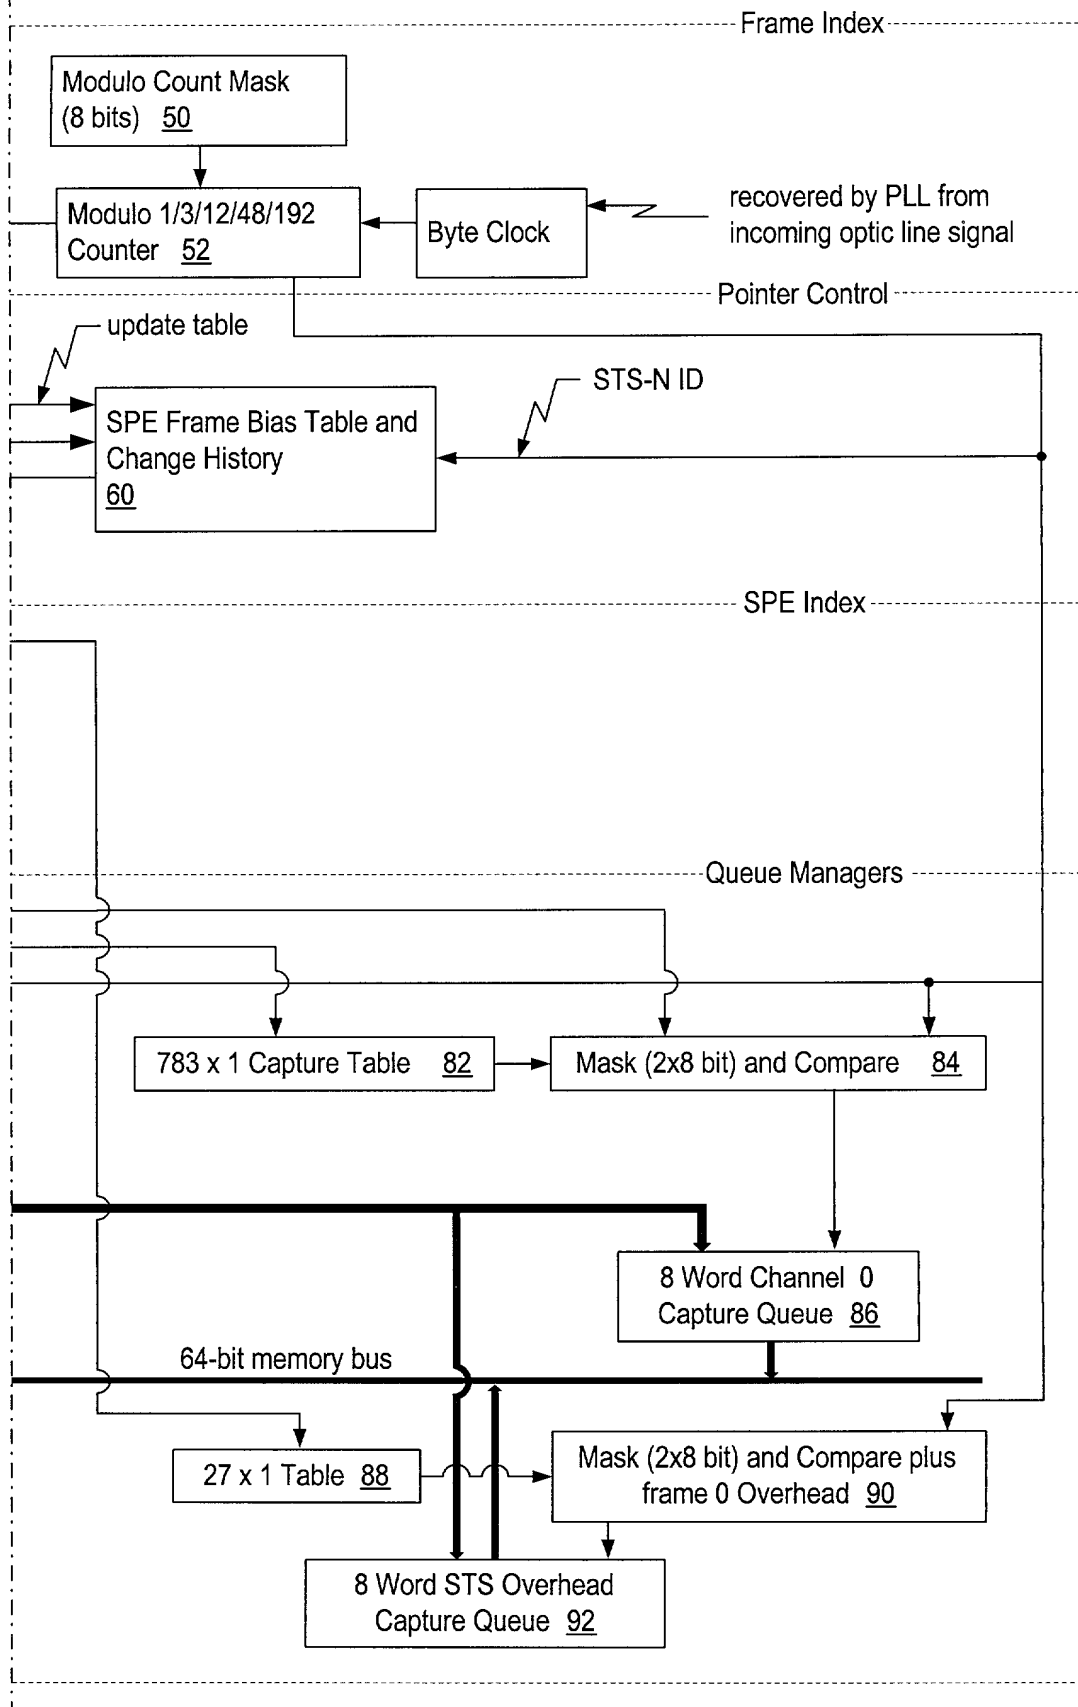 Frame Index
Modulo Count Mask
(8 bits) 50
Modulo 1/3/12/48/192
Counter 52
Byte Clock
recovered by PLL from
incoming optic line signal
Pointer Control
update table
STS-N ID
SPE Frame Bias Table and
Change History
60
SPE Index
Queue Managers
783 x 1 Capture Table 82
Mask (2x8 bit) and Compare 84
8 Word Channel 0
Capture Queue 86
64-bit memory bus
27 x 1 Table 88
Mask (2x8 bit) and Compare plus
frame 0 Overhead 90
8 Word STS Overhead
Capture Queue 92